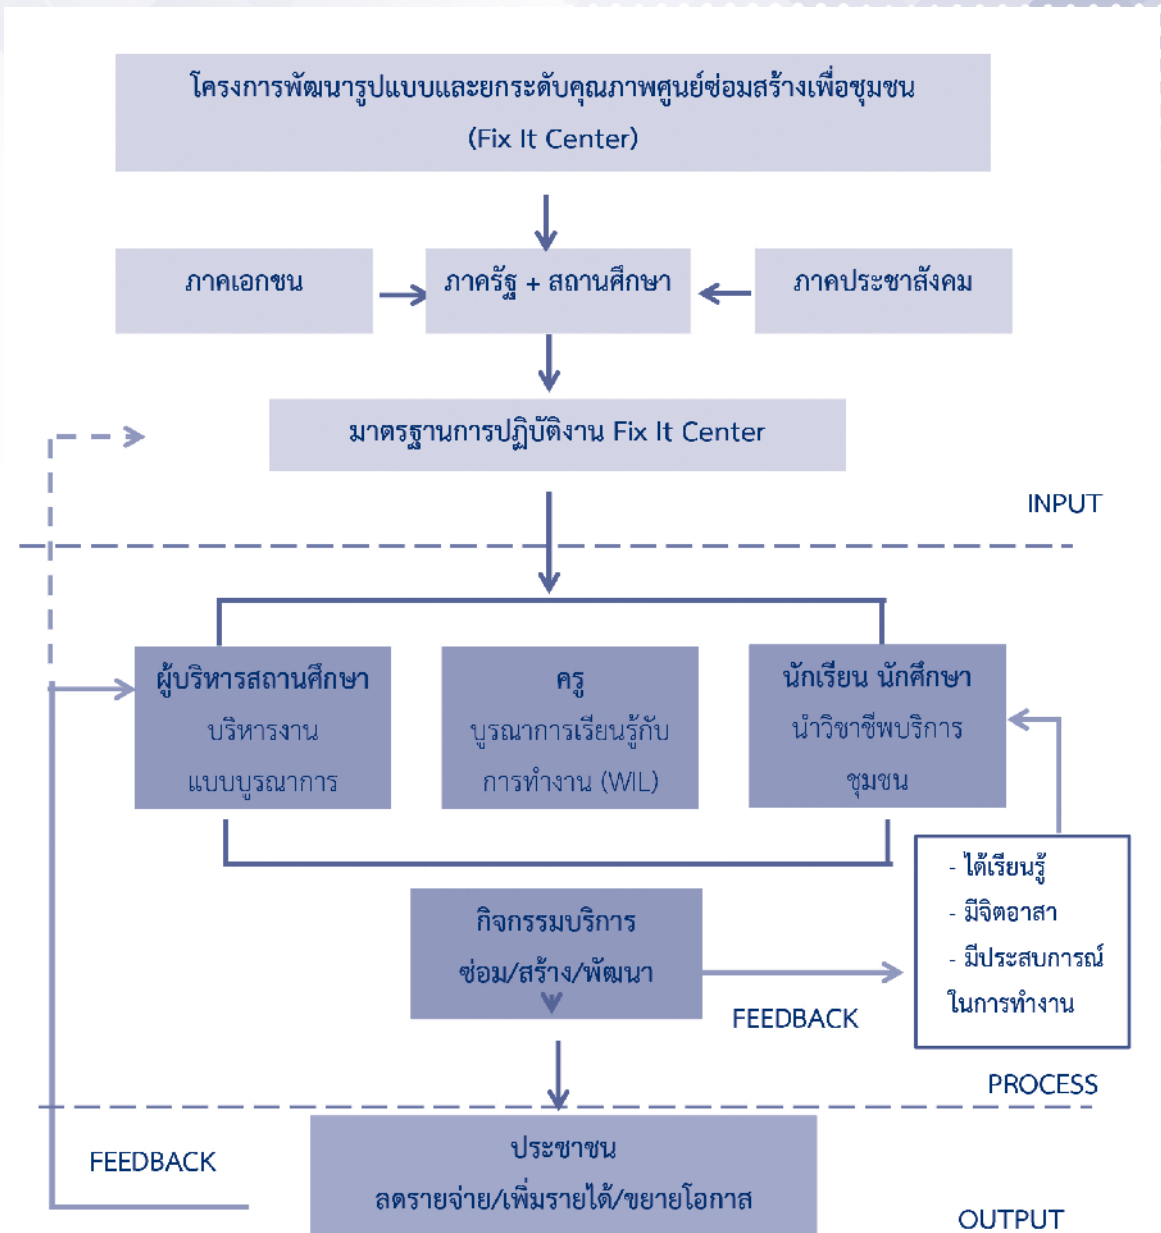 โครงการพัฒนารูปแบบและยกระดับคุณภาพศูนย์ซ่อมสร้างเพื่อชุมชน
(Fix It Center)
ภาคเอกชน
ภาครัฐ + สถานศึกษา
ภาคประชาสังคม
มาตรฐานการปฏิบัติงาน Fix It Center
INPUT
ผู้บริหารสถานศึกษา
บริหารงาน
แบบบูรณาการ
ครู
บูรณาการเรียนรู้กับ
การทำงาน (WIL)
นักเรียน นักศึกษา
นำวิชาชีพบริการ
ชุมชน
- ได้เรียนรู้
- มีจิตอาสา
- มีประสบการณ์
ในการทำงาน
กิจกรรมบริการ
ซ่อม/สร้าง/พัฒนา
FEEDBACK
PROCESS
FEEDBACK
ประชาชน
ลดรายจ่าย/เพิ่มรายได้/ขยายโอกาส
OUTPUT